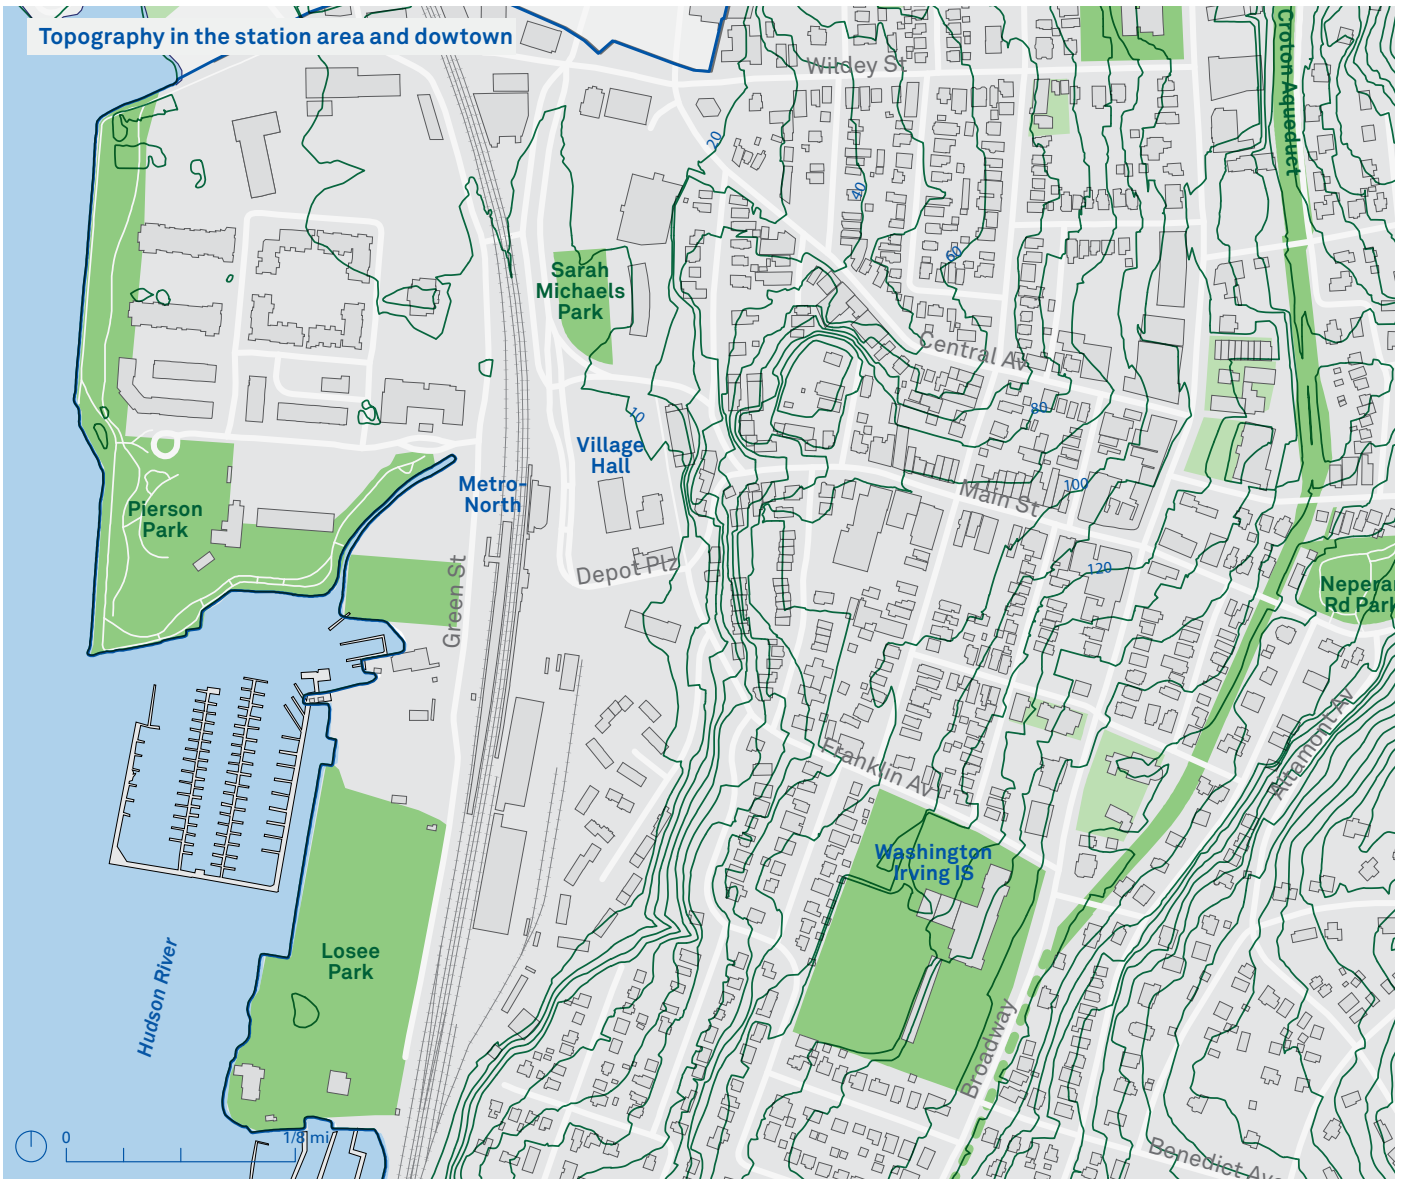 Topography in the station area and dowtown
Wildey St
Croton Aqueduct
20
40
60
Sarah
Michaels
Park
Central Av
80
10
Village
Hall
Metro-
North
Main St
100
Pierson
Park
Depot Plz
120
Green St
Neperan
Rd Park
Altamont Av
Franklin Av
Washington
Irving IS
Losee
Park
Hudson River
Broadway
0
1/8 mi
Benedict Ave